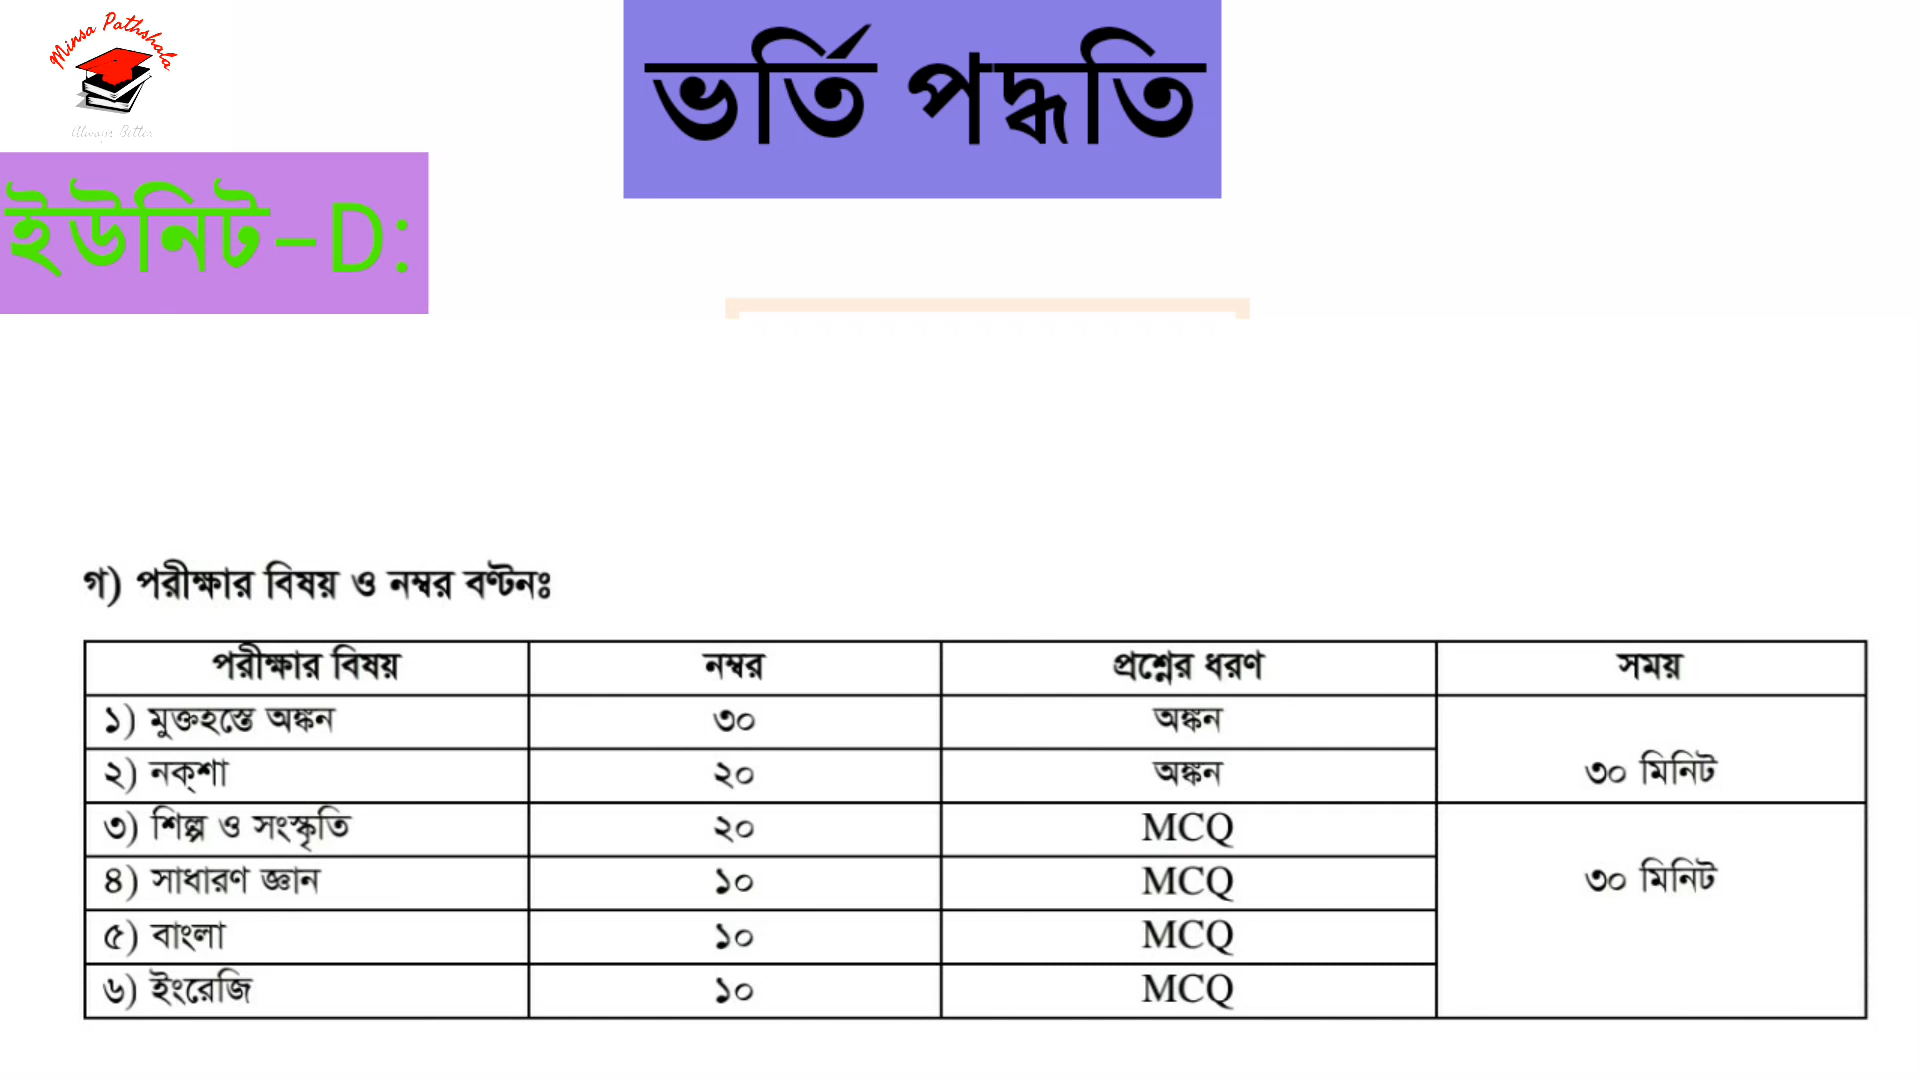 Minsa Pathshala
Always Better
ভর্তি পদ্ধতি
ইউনিট-D:
গ) পরীক্ষার বিষয় ও নম্বর বণ্টনঃ
পরীক্ষার বিষয় নম্বর প্রশ্নের ধরণ সময়
১) মুক্তহস্তে অঙ্কন ৩০ অঙ্কন
২) নক্‌শা ২০ অঙ্কন ৩০ মিনিট
৩) শিল্প ও সংস্কৃতি ২০ MCQ
৪) সাধারণ জ্ঞান ১০ MCQ ৩০ মিনিট
৫) বাংলা ১০ MCQ
৬) ইংরেজি ১০ MCQ